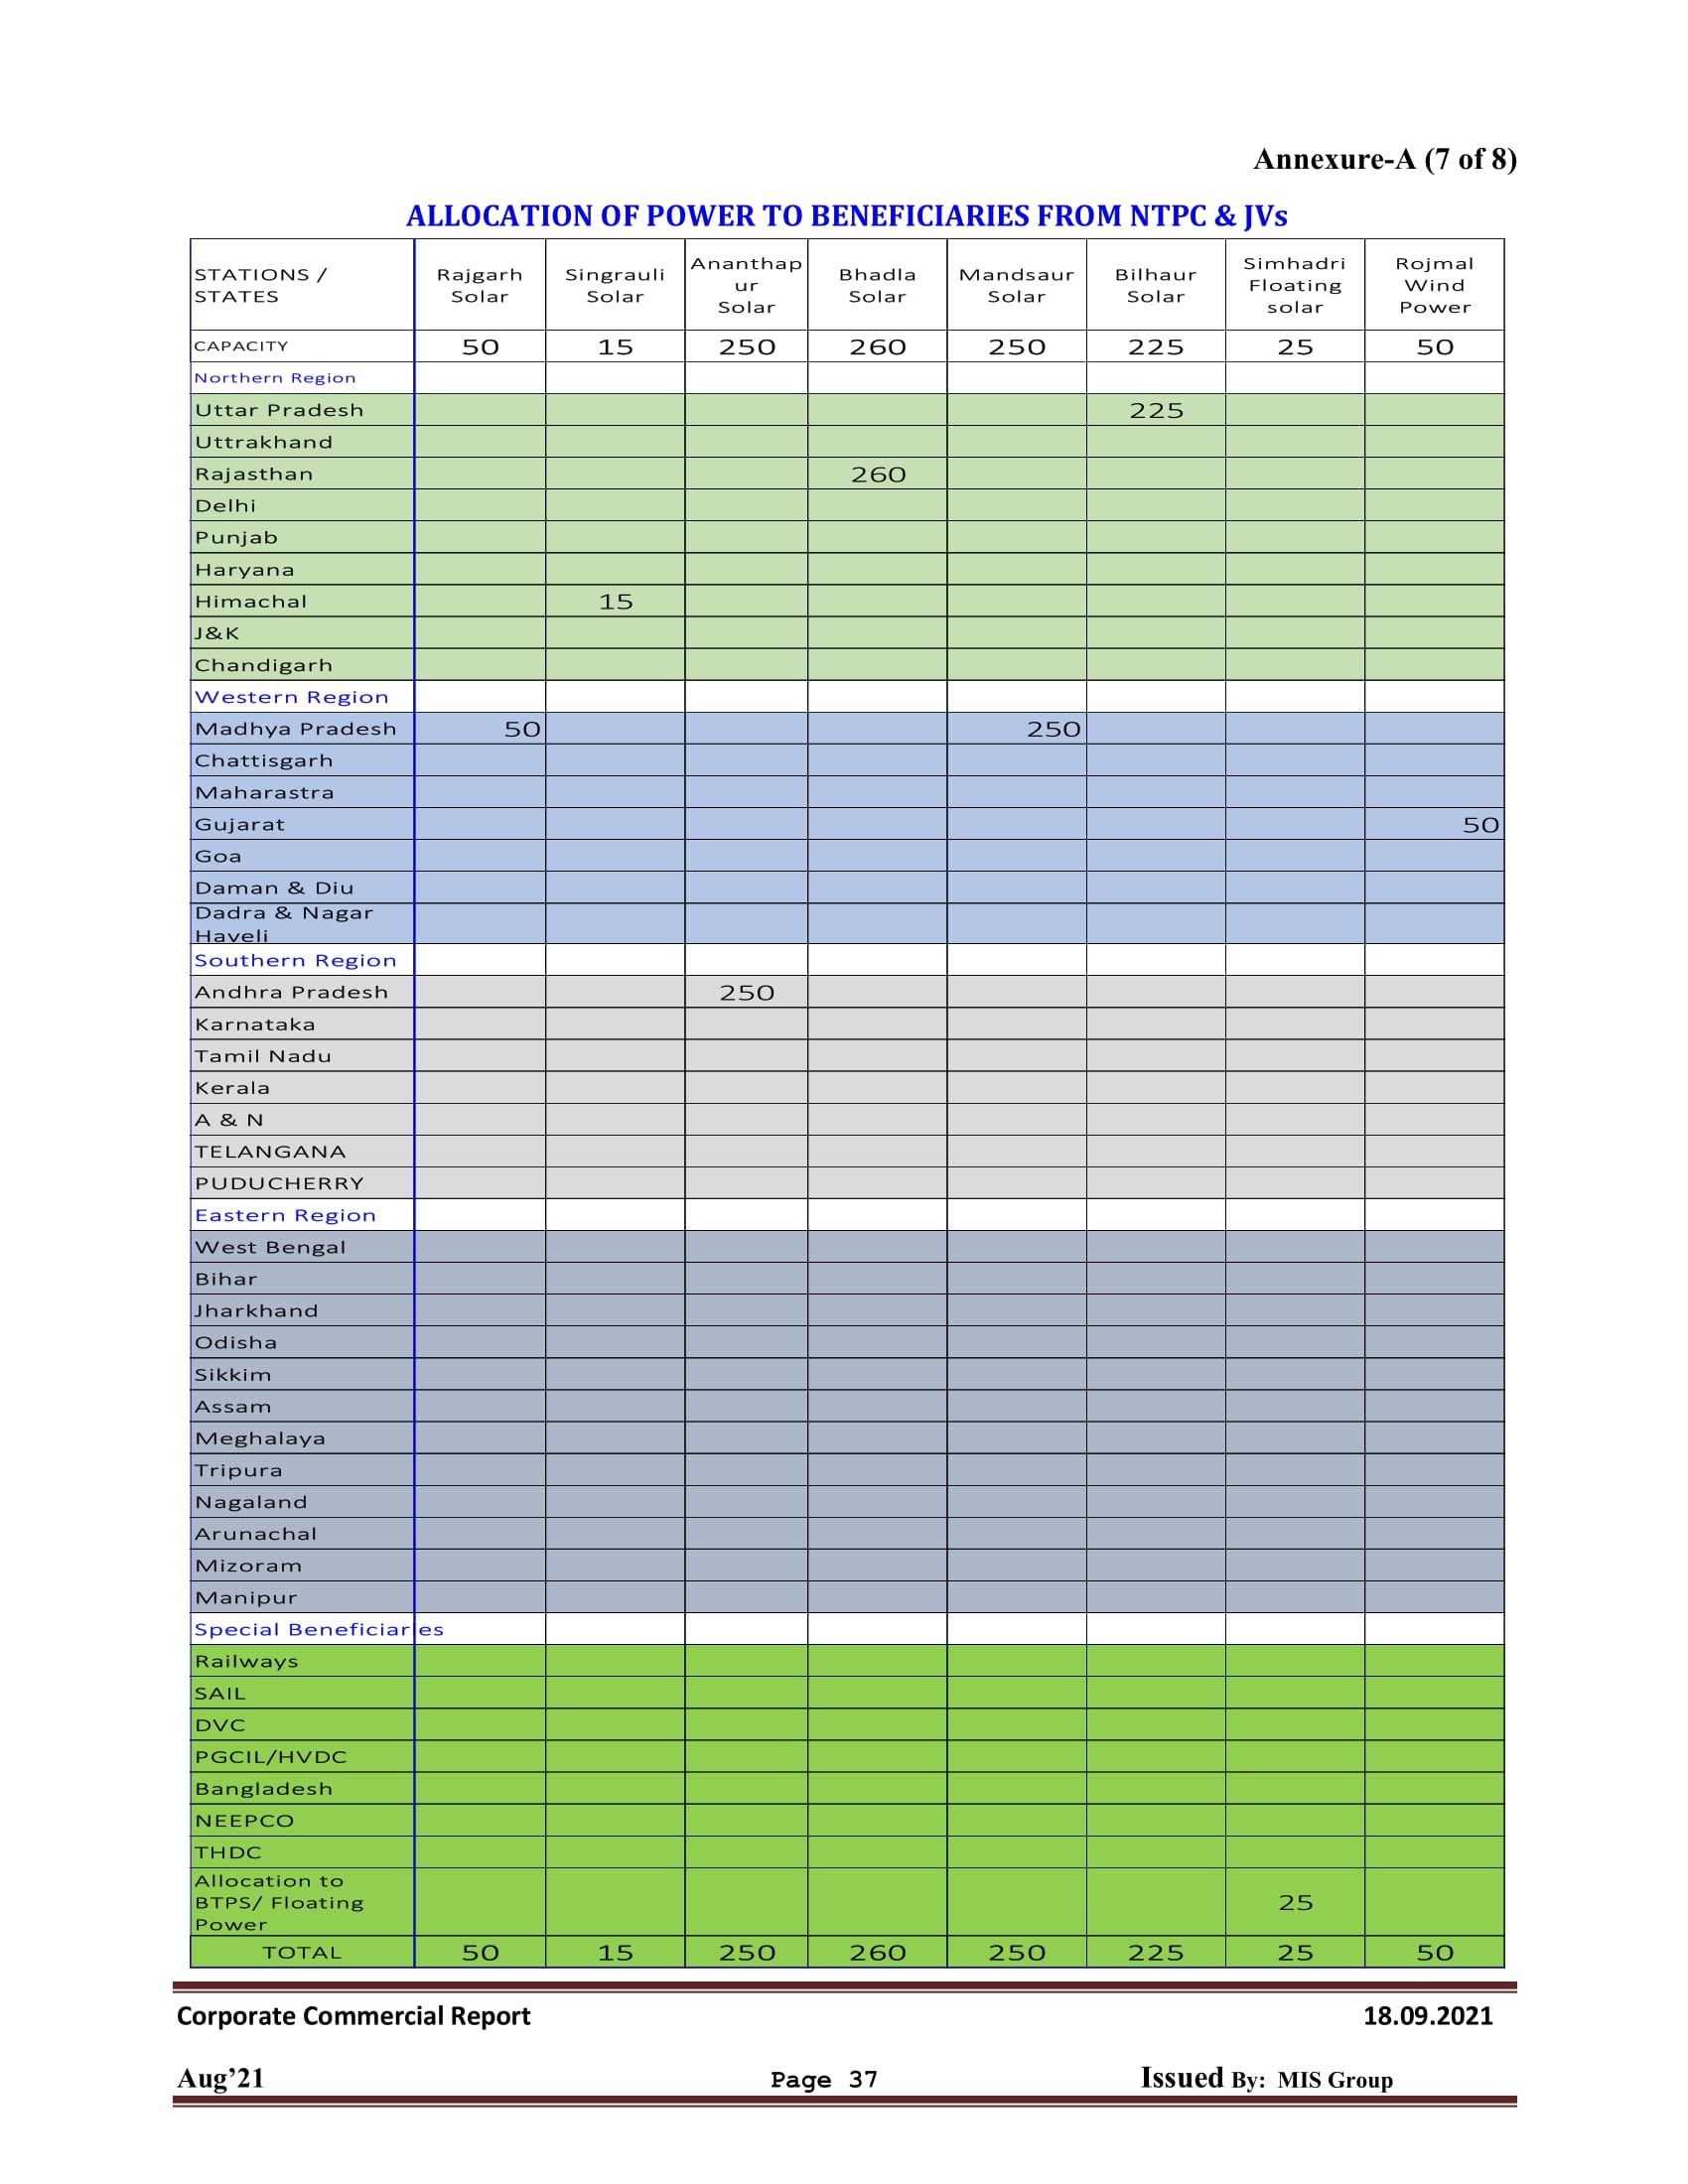 Annexure-A (7 of 8)
ALLOCATION OF POWER TO BENEFICIARIES FROM NTPC & JVs
STATIONS / STATES Rajgarh Solar Singrauli Solar Ananthap ur Solar Bhadla Solar Mandsaur Solar Bilhaur Solar Simhadri Floating solar Rojmal Wind Power
CAPACITY 50 15 250 260 250 225 25 50
Northern Region
Uttar Pradesh 225
Uttrakhand
Rajasthan 260
Delhi
Punjab
Haryana
Himachal 15
J&K
Chandigarh
Western Region
Madhya Pradesh 50 250
Chattisgarh
Maharastra
Gujarat 50
Goa
Daman & Diu
Dadra & Nagar
Haveli
Southern Region
Andhra Pradesh 250
Karnataka
Tamil Nadu
Kerala
A & N
TELANGANA
PUDUCHERRY
Eastern Region
West Bengal
Bihar
Jharkhand
Odisha
Sikkim
Assam
Meghalaya
Tripura
Nagaland
Arunachal
Mizoram
Manipur
Special Beneficiaries
Railways
SAIL
DVC
PGCIL/HVDC
Bangladesh
NEEPCO
THDC
Allocation to
BTPS/ Floating 25
Power
TOTAL 50 15 250 260 250 225 25 50
Corporate Commercial Report 18.09.2021
Aug’21 Page 37 Issued By: MIS Group